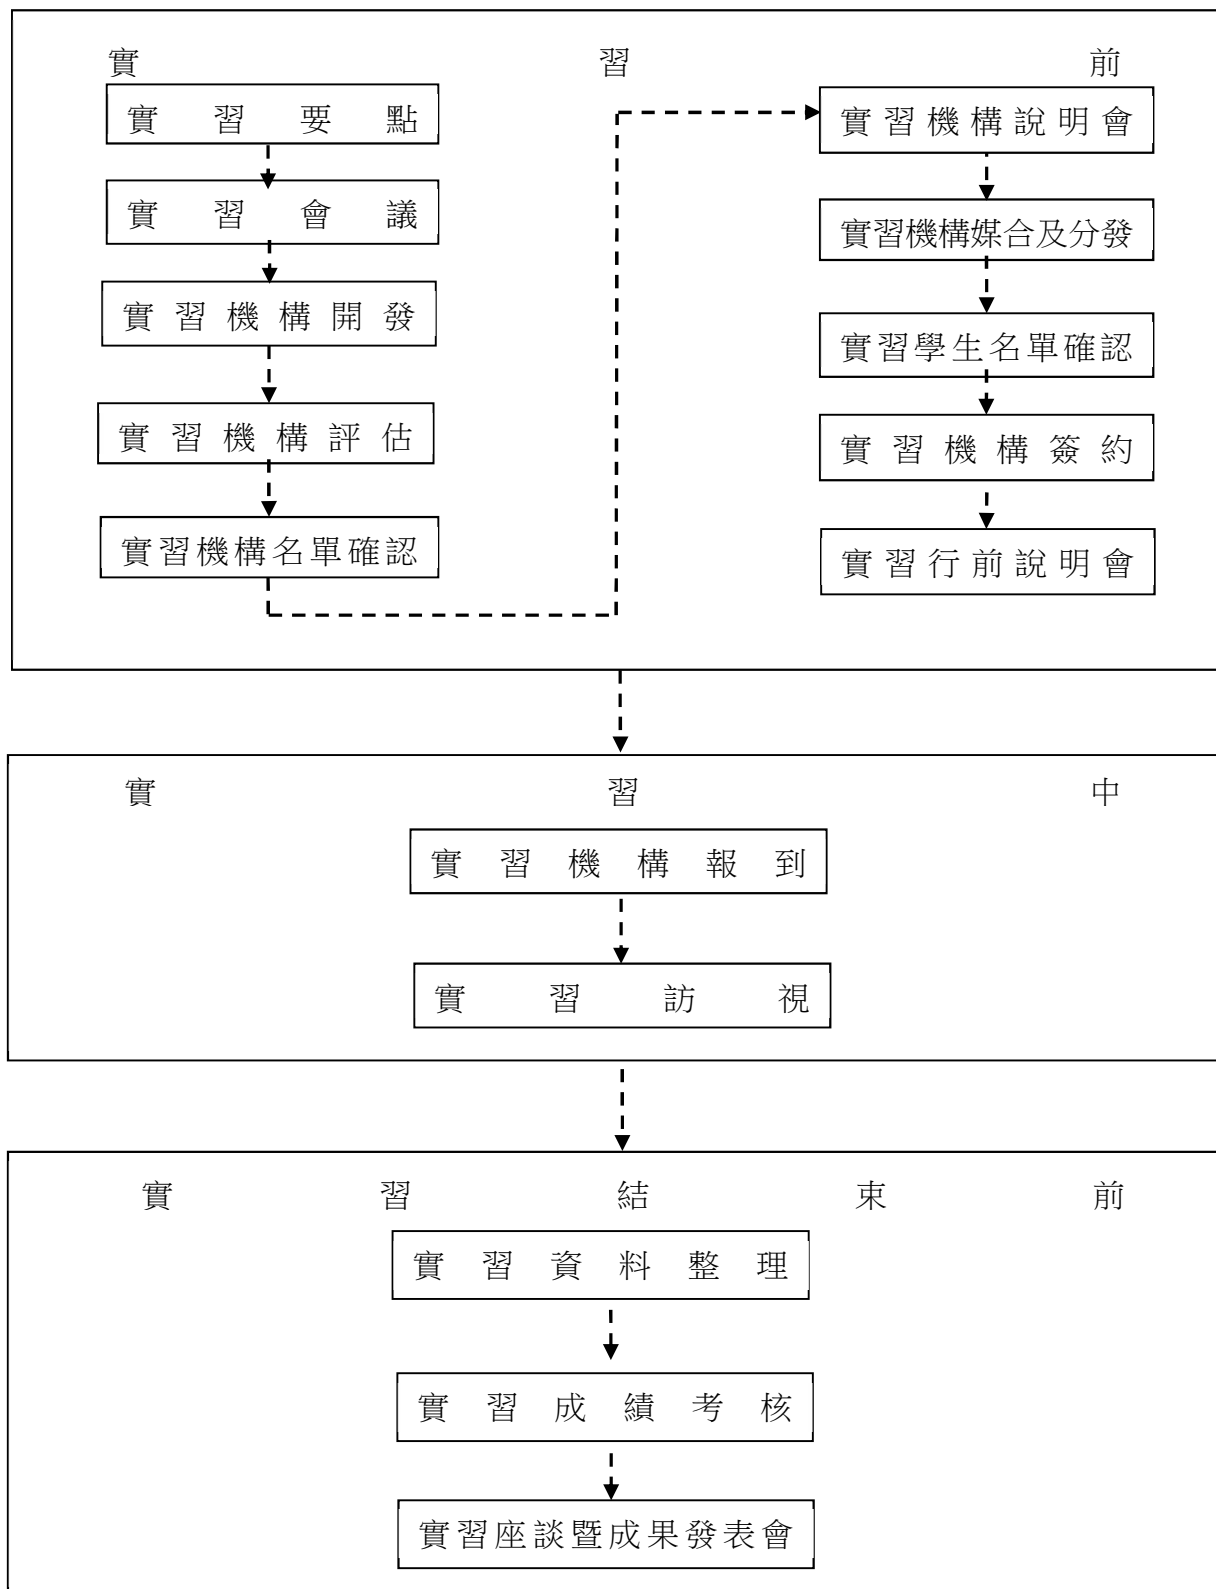 實習前
實習要點
實習會議
實習機構開發
實習機構評估
實習機構名單確認
實習機構說明會
實習機構媒合及分發
實習學生名單確認
實習機構簽約
實習行前說明會
實習中
實習機構報到
實習訪視
實習結束前
實習資料整理
實習成績考核
實習座談暨成果發表會